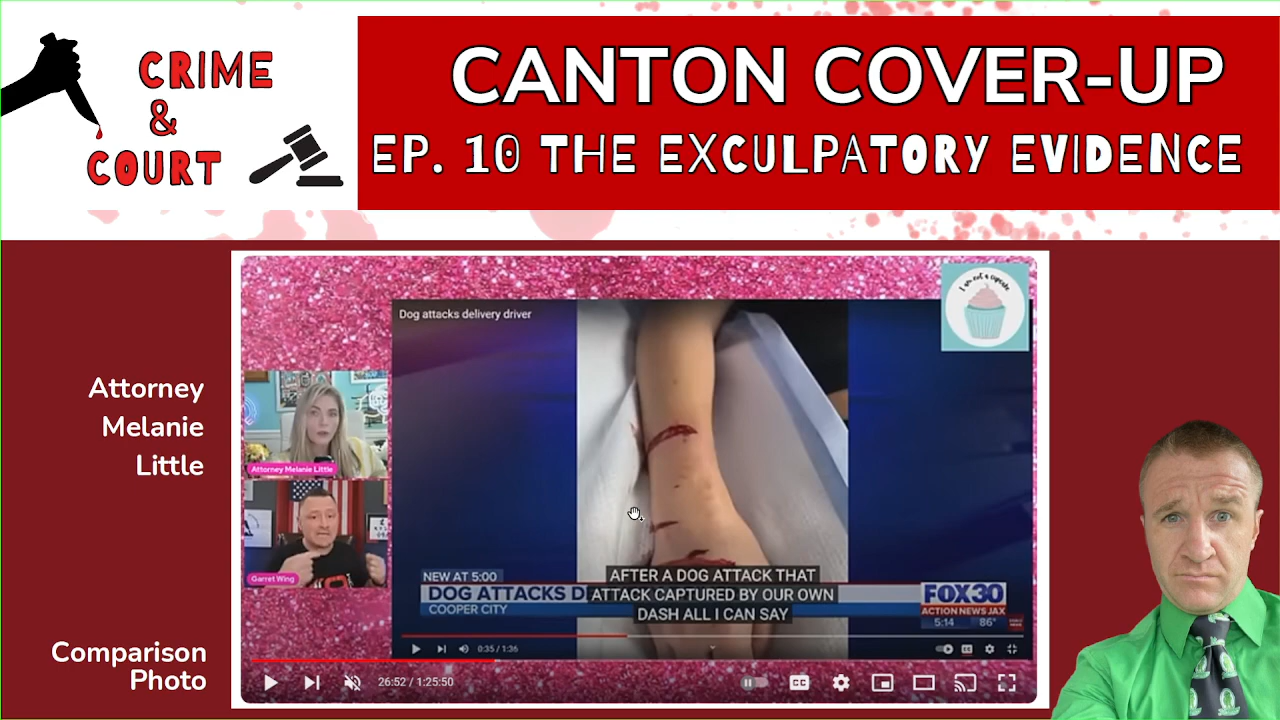 CRIME
&
COURT
CANTON COVER-UP
EP. 10 THE EXCULPATORY EVIDENCE
I am not a cupcake
Dog attacks delivery driver
Attorney
Melanie
Little
Attorney Melanie Little
Garret Wing
NEW AT 5:00
DOG ATTACKS D
COOPER CITY
AFTER A DOG ATTACK THAT
ATTACK CAPTURED BY OUR OWN
DASH ALL I CAN SAY
FOX30
ACTION NEWS JAX
5:14 86°
0:35 / 1:36
CC
26:52 / 1:25:50
Comparison
Photo